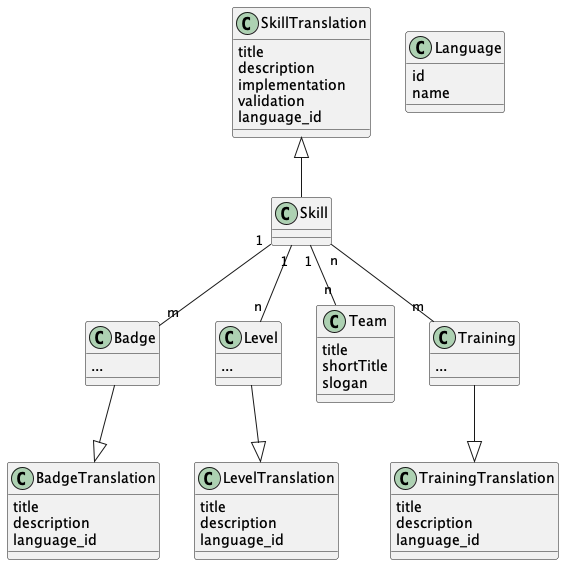 C SkillTranslation
title
description
implementation
validation
language_id
C Language
id
name
C Skill
1
1
1
n
m
n
n
m
C Badge
...
C Level
...
C Team
title
shortTitle
slogan
C Training
...
C BadgeTranslation
title
description
language_id
C LevelTranslation
title
description
language_id
C TrainingTranslation
title
description
language_id